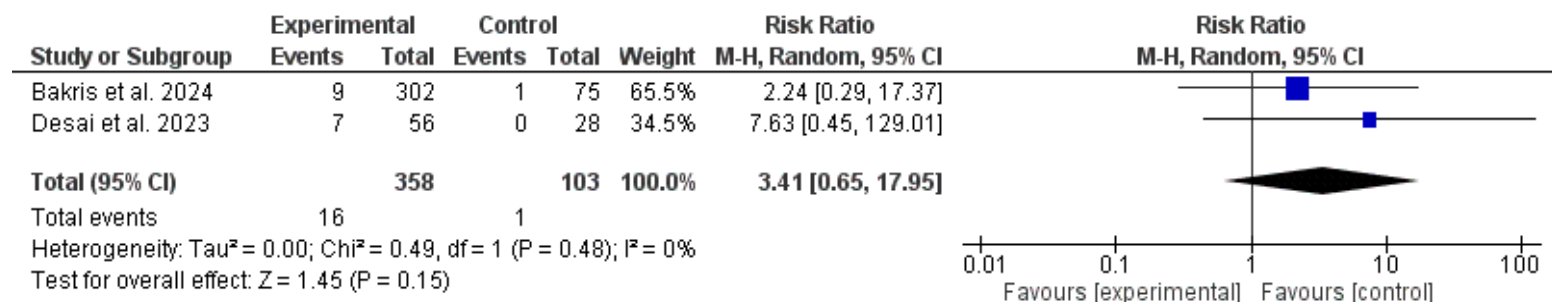 Experimental Control Risk Ratio Risk Ratio
Study or Subgroup Events Total Events Total Weight M-H, Random, 95% CI M-H, Random, 95% CI
Bakris et al. 2024 9 302 1 75 65.5% 2.24 [0.29, 17.37]
Desai et al. 2023 7 56 0 28 34.5% 7.63 [0.45, 129.01]
Total (95% CI) 358 103 100.0% 3.41 [0.65, 17.95]
Total events 16 1
Heterogeneity: Tau² = 0.00; Chi² = 0.49, df = 1 (P = 0.48); I² = 0%
Test for overall effect: Z = 1.45 (P = 0.15)
0.01 0.1 1 10 100
Favours [experimental] Favours [control]